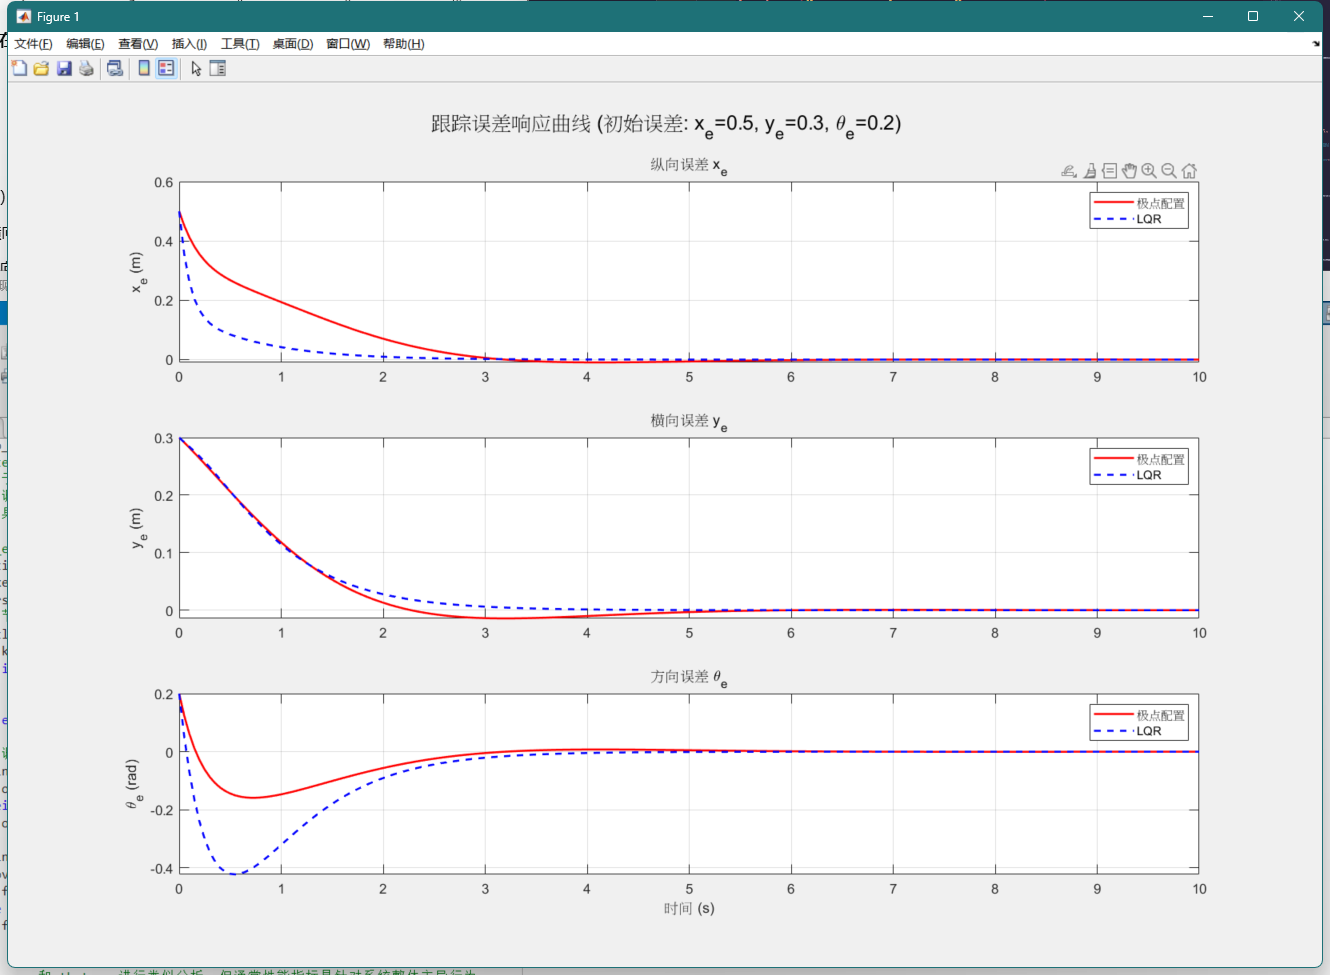 Figure 1
文件(F) 编辑(E) 查看(V) 插入(I) 工具(T) 桌面(D) 窗口(W) 帮助(H)
跟踪误差响应曲线 (初始误差: x_e=0.5, y_e=0.3, θ_e=0.2)
纵向误差 x_e
极点配置
LQR
x_e (m)
0.6
0.4
0.2
0
0 1 2 3 4 5 6 7 8 9 10
横向误差 y_e
极点配置
LQR
y_e (m)
0.3
0.2
0.1
0
0 1 2 3 4 5 6 7 8 9 10
方向误差 θ_e
极点配置
LQR
θ_e (rad)
0.2
0
-0.2
-0.4
0 1 2 3 4 5 6 7 8 9 10
时间 (s)